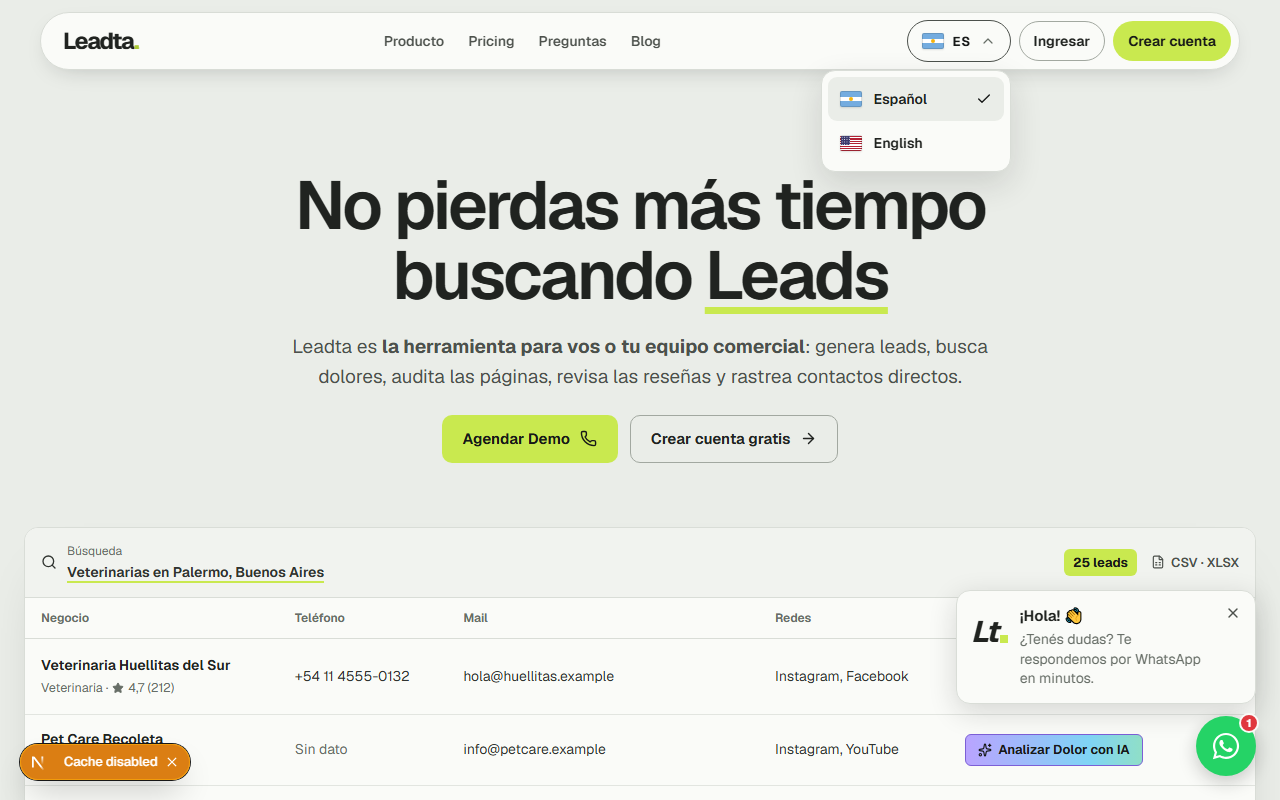 Leadta.
Producto
Pricing
Preguntas
Blog
ES
Ingresar
Crear cuenta
Español
English
No pierdas más tiempo
buscando Leads
Leadta es la herramienta para vos o tu equipo comercial: genera leads, busca
dolores, audita las páginas, revisa las reseñas y rastrea contactos directos.
Agendar Demo
Crear cuenta gratis
Búsqueda
Veterinarias en Palermo, Buenos Aires
25 leads
CSV · XLSX
Negocio
Teléfono
Mail
Redes
Veterinaria Huellitas del Sur
Veterinaria · ★ 4,7 (212)
+54 11 4555-0132
hola@huellitas.example
Instagram, Facebook
Lt.
¡Hola! 👋
¿Tenés dudas? Te
respondemos por WhatsApp
en minutos.
Pet Care Recoleta
Sin dato
info@petcare.example
Instagram, YouTube
Analizar Dolor con IA
1
N
Cache disabled